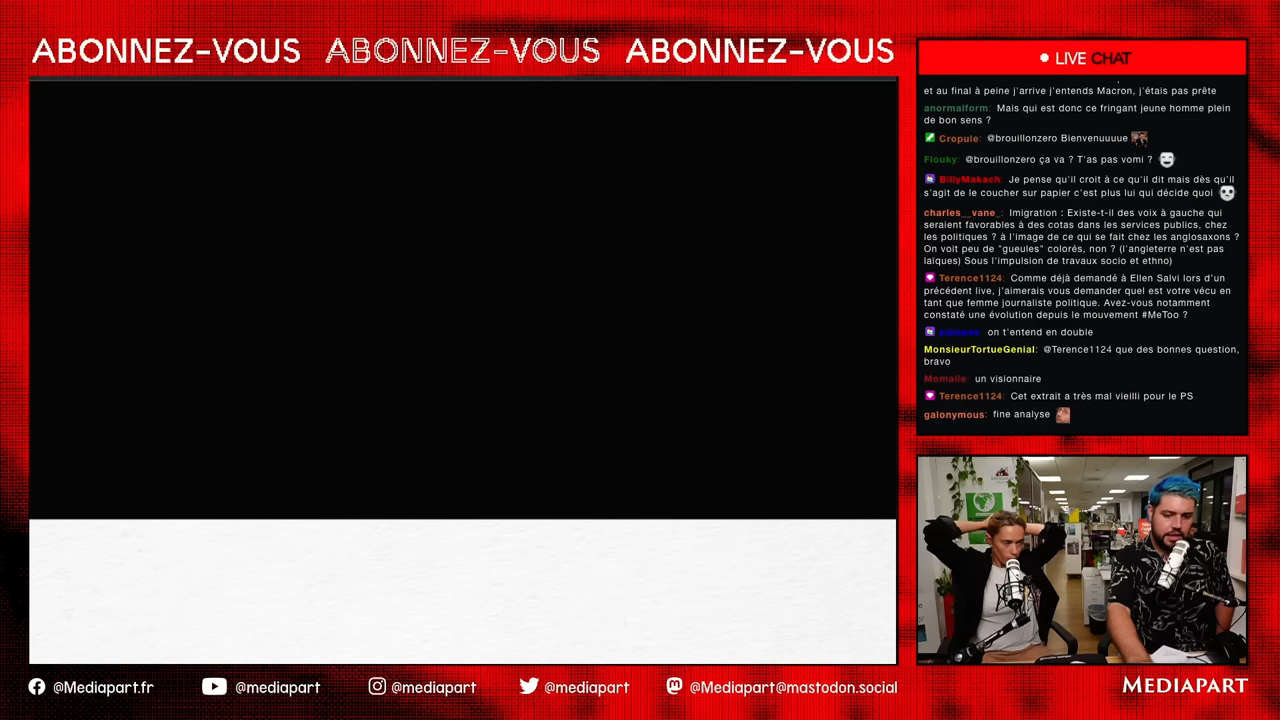 ABONNEZ-VOUS ABONNEZ-VOUS ABONNEZ-VOUS
LIVE CHAT
et au final à peine j'arrive j'entends Macron, j'étais pas prête
anormalform: Mais qui est donc ce fringant jeune homme plein
de bon sens ?
Cropule: @brouillonzero Bienvenuuuue
Flouky: @brouillonzero ça va ? T'as pas vomi ?
BillyMakach: Je pense qu'il croit à ce qu'il dit mais dès qu'il
s'agit de le coucher sur papier c'est plus lui qui décide quoi
charles__vane_: Imigration : Existe-t-il des voix à gauche qui
seraient favorables à des cotas dans les services publics, chez
les politiques ? à l'image de ce qui se fait chez les anglosaxons ?
On voit peu de "gueules" colorés, non ? (l'angleterre n'est pas
laïques) Sous l'impulsion de travaux socio et ethno)
Terence1124: Comme déjà demandé à Ellen Salvi lors d'un
précédent live, j'aimerais vous demander quel est votre vécu en
tant que femme journaliste politique. Avez-vous notamment
constaté une évolution depuis le mouvement #MeToo ?
on t'entend en double
MonsieurTortueGenial: @Terence1124 que des bonnes question,
bravo
Momalie: un visionnaire
Terence1124: Cet extrait a très mal vieilli pour le PS
galonymous: fine analyse
@Mediapart.fr @mediapart @mediapart @mediapart @Mediapart@mastodon.social
MEDIAPART